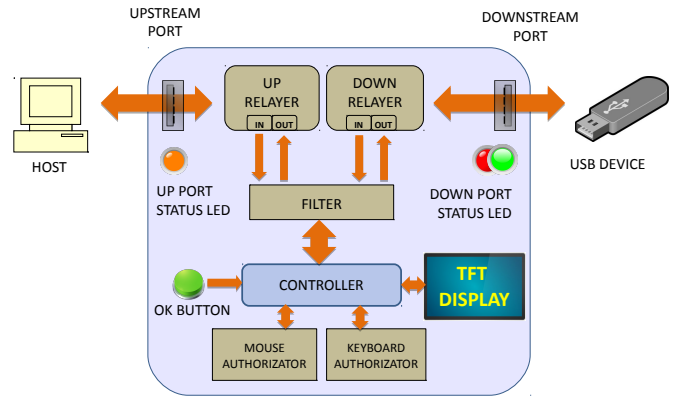 UPSTREAM
PORT
DOWNSTREAM
PORT
UP
RELAYER
IN OUT
DOWN
RELAYER
IN OUT
HOST
USB DEVICE
UP PORT
STATUS LED
DOWN PORT
STATUS LED
FILTER
CONTROLLER
TFT
DISPLAY
OK BUTTON
MOUSE
AUTHORIZATOR
KEYBOARD
AUTHORIZATOR